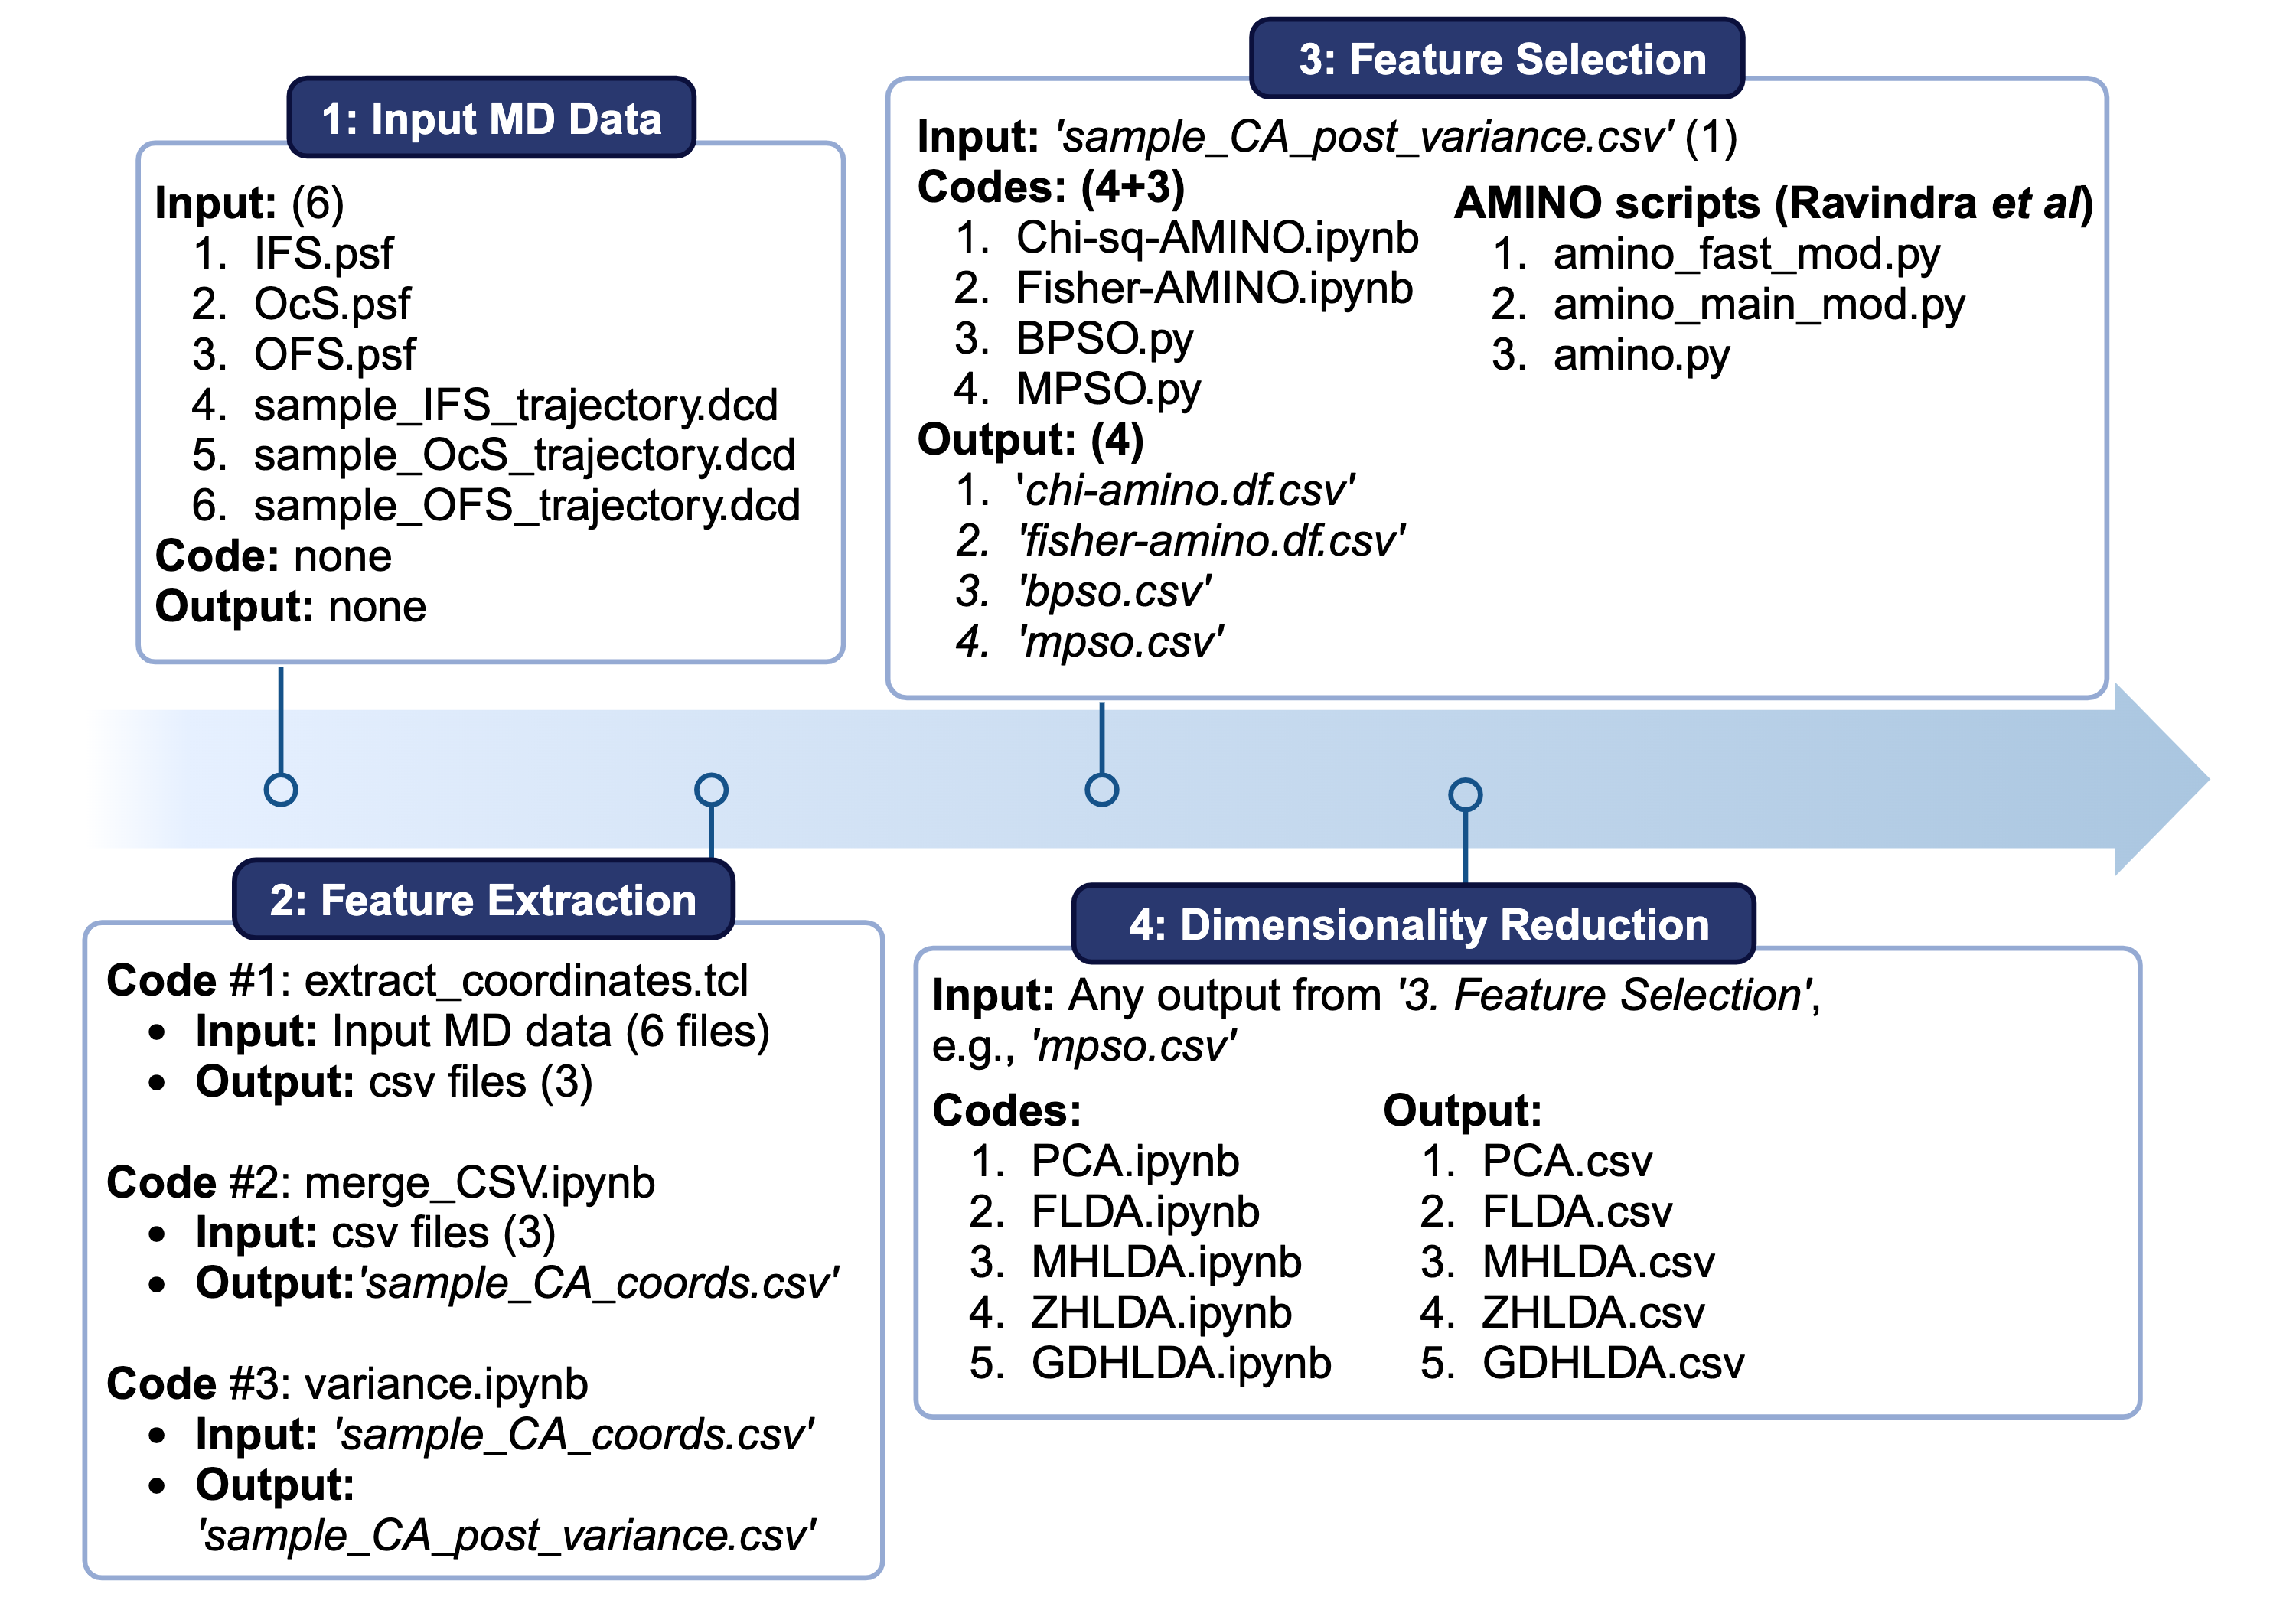 1: Input MD Data
Input: (6)
1. IFS.psf
2. OcS.psf
3. OFS.psf
4. sample_IFS_trajectory.dcd
5. sample_OcS_trajectory.dcd
6. sample_OFS_trajectory.dcd
Code: none
Output: none
2: Feature Extraction
Code #1: extract_coordinates.tcl
• Input: Input MD data (6 files)
• Output: csv files (3)
Code #2: merge_CSV.ipynb
• Input: csv files (3)
• Output:'sample_CA_coords.csv'
Code #3: variance.ipynb
• Input: 'sample_CA_coords.csv'
• Output:
'sample_CA_post_variance.csv'
3: Feature Selection
Input: 'sample_CA_post_variance.csv' (1)
Codes: (4+3)
1. Chi-sq-AMINO.ipynb
2. Fisher-AMINO.ipynb
3. BPSO.py
4. MPSO.py
AMINO scripts (Ravindra et al)
1. amino_fast_mod.py
2. amino_main_mod.py
3. amino.py
Output: (4)
1. 'chi-amino.df.csv'
2. 'fisher-amino.df.csv'
3. 'bpso.csv'
4. 'mpso.csv'
4: Dimensionality Reduction
Input: Any output from '3. Feature Selection',
e.g., 'mpso.csv'
Codes:
1. PCA.ipynb
2. FLDA.ipynb
3. MHLDA.ipynb
4. ZHLDA.ipynb
5. GDHLDA.ipynb
Output:
1. PCA.csv
2. FLDA.csv
3. MHLDA.csv
4. ZHLDA.csv
5. GDHLDA.csv